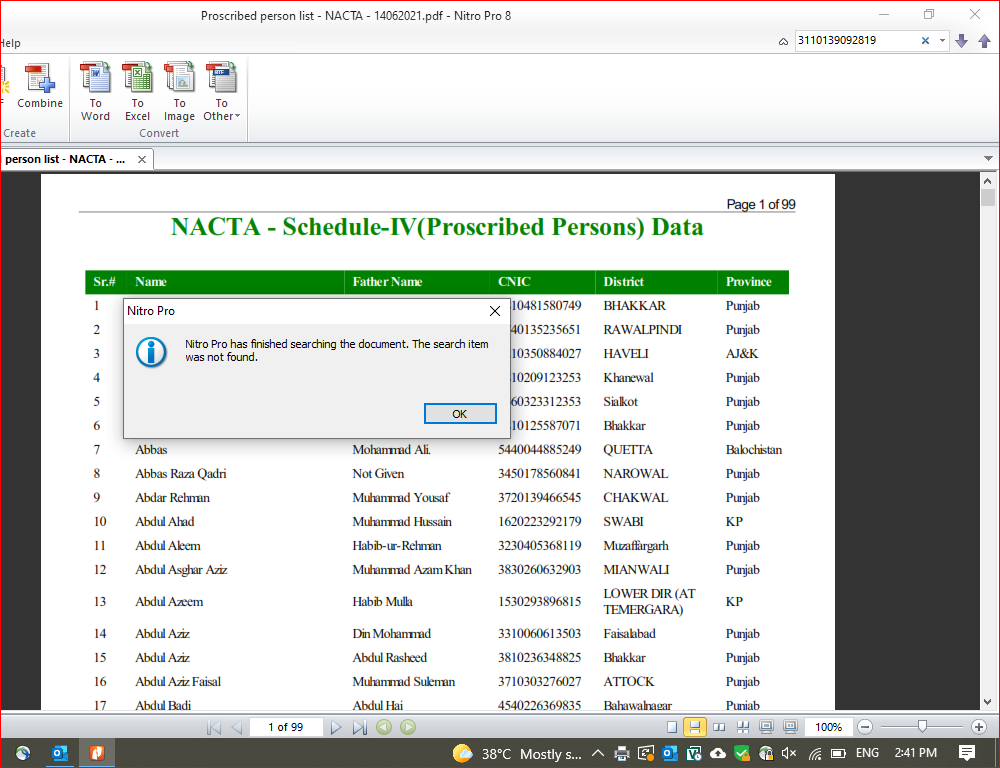 Proscribed person list - NACTA - 14062021.pdf - Nitro Pro 8
Help
3110139092819
Combine
To Word
To Excel
To Image
To Other
Create
Convert
person list - NACTA - ...
Page 1 of 99
NACTA - Schedule-IV(Proscribed Persons) Data
Sr.# Name Father Name CNIC District Province
1 10481580749 BHAKKAR Punjab
2 40135235651 RAWALPINDI Punjab
3 10350884027 HAVELI AJ&K
4 10209123253 Khanewal Punjab
5 60323312353 Sialkot Punjab
6 10125587071 Bhakkar Punjab
Nitro Pro
Nitro Pro has finished searching the document. The search item
was not found.
OK
7 Abbas Mohammad Ali. 5440044885249 QUETTA Balochistan
8 Abbas Raza Qadri Not Given 3450178560841 NAROWAL Punjab
9 Abdar Rehman Muhammad Yousaf 3720139466545 CHAKWAL Punjab
10 Abdul Ahad Muhammad Hussain 1620223292179 SWABI KP
11 Abdul Aleem Habib-ur-Rehman 3230405368119 Muzaffargarh Punjab
12 Abdul Asghar Aziz Muhammad Azam Khan 3830260632903 MIANWALI Punjab
13 Abdul Azeem Habib Mulla 1530293896815 LOWER DIR (AT TEMERGARA) KP
14 Abdul Aziz Din Mohammad 3310060613503 Faisalabad Punjab
15 Abdul Aziz Abdul Rasheed 3810236348825 Bhakkar Punjab
16 Abdul Aziz Faisal Muhammad Suleman 3710303276027 ATTOCK Punjab
17 Abdul Badi Abdul Hai 4540226369835 Bahawalnagar Punjab
1 of 99
100%
38°C Mostly s... ENG 2:41 PM